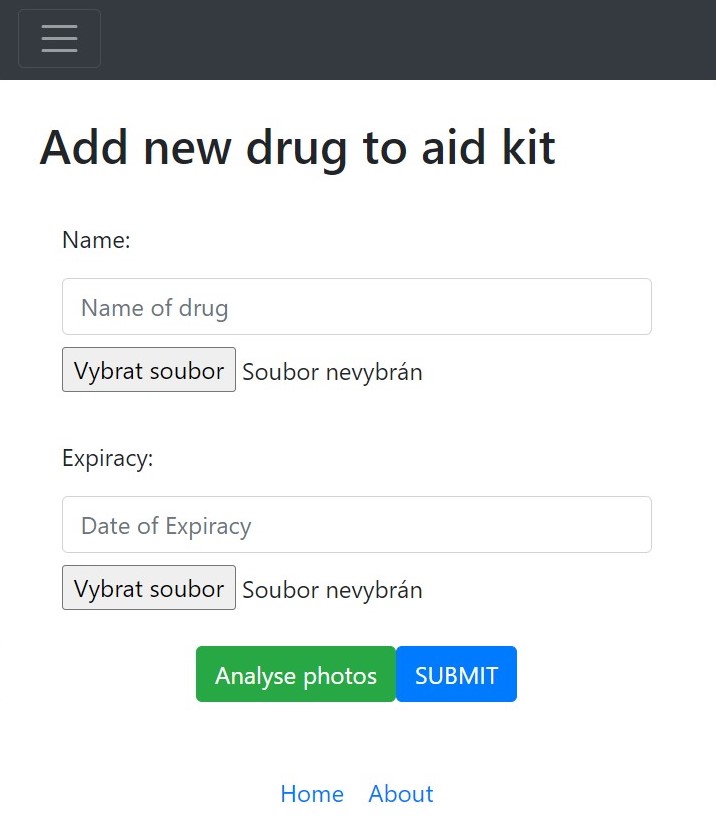 Add new drug to aid kit
Name:
Name of drug
Vybrat soubor Soubor nevybrán
Expiracy:
Date of Expiracy
Vybrat soubor Soubor nevybrán
Analyse photos SUBMIT
Home About